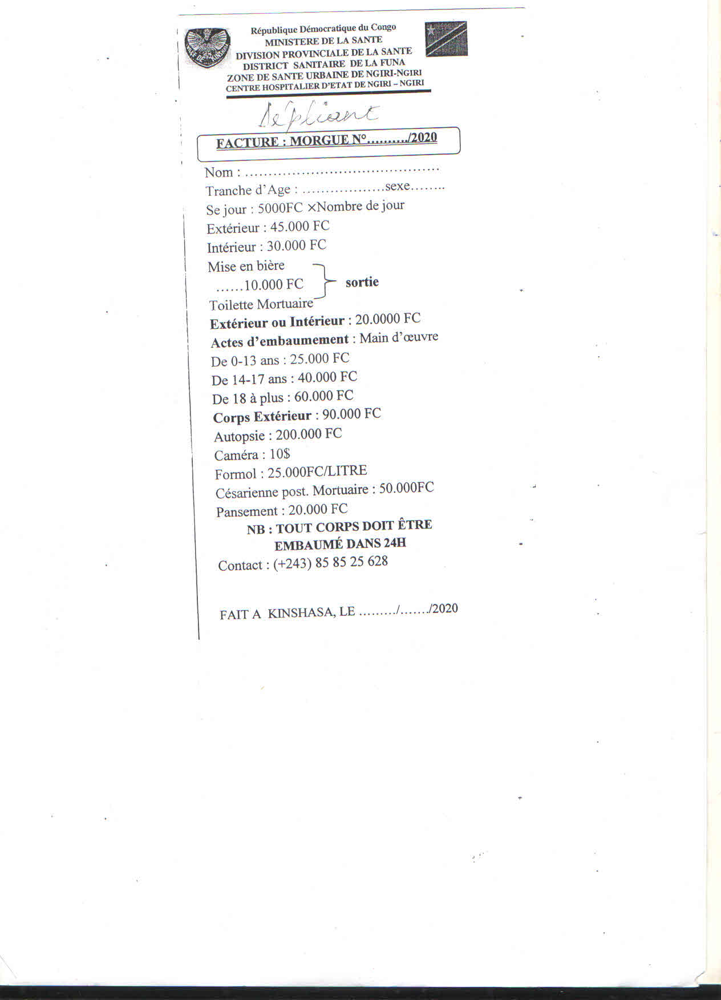 République Démocratique du Congo
MINISTERE DE LA SANTE
DIVISION PROVINCIALE DE LA SANTE
DISTRICT SANITAIRE DE LA FUNA
ZONE DE SANTE URBAINE DE NGIRI-NGIRI
CENTRE HOSPITALIER D'ETAT DE NGIRI – NGIRI
VILLE DE KINSHASA
Dépliant
FACTURE : MORGUE N°........../2020
Nom : ..........................................
Tranche d'Age : ..................sexe........
Se jour : 5000FC ×Nombre de jour
Extérieur : 45.000 FC
Intérieur : 30.000 FC
Mise en bière
......10.000 FC sortie
Toilette Mortuaire
Extérieur ou Intérieur : 20.0000 FC
Actes d'embaumement : Main d'œuvre
De 0-13 ans : 25.000 FC
De 14-17 ans : 40.000 FC
De 18 à plus : 60.000 FC
Corps Extérieur : 90.000 FC
Autopsie : 200.000 FC
Caméra : 10$
Formol : 25.000FC/LITRE
Césarienne post. Mortuaire : 50.000FC
Pansement : 20.000 FC
NB : TOUT CORPS DOIT ÊTRE
EMBAUMÉ DANS 24H
Contact : (+243) 85 85 25 628
FAIT A KINSHASA, LE ........./......./2020